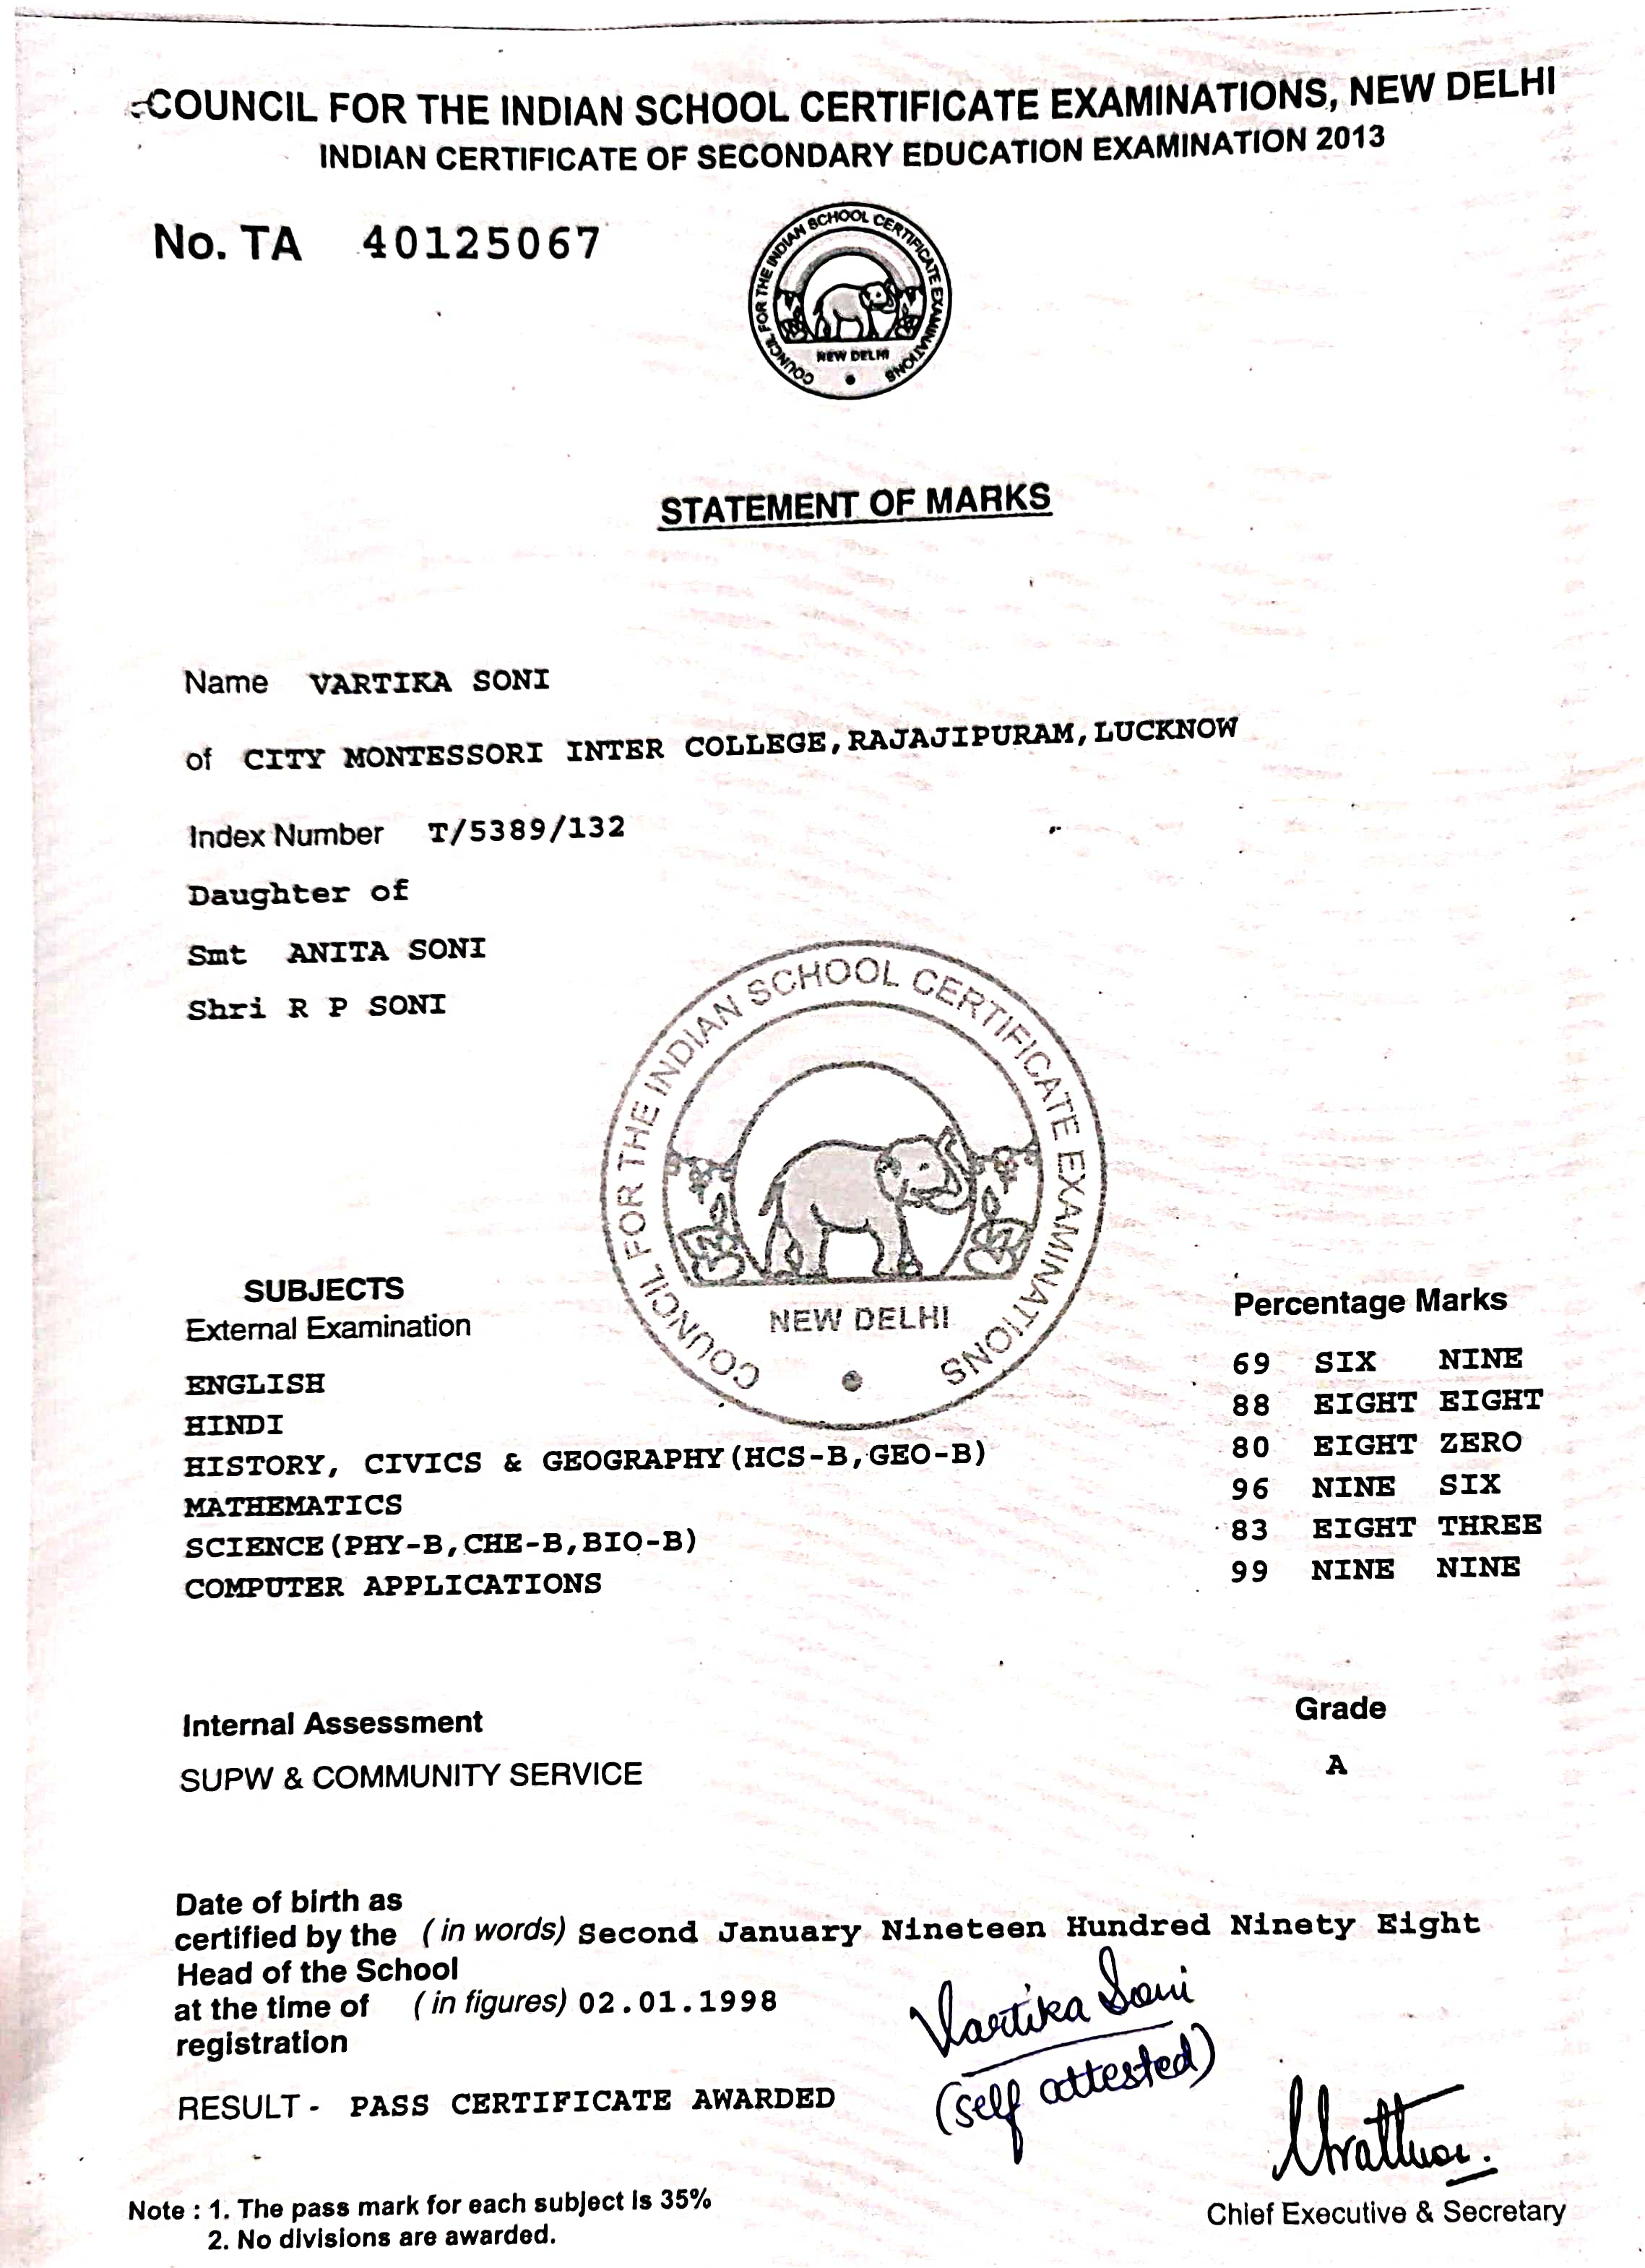 COUNCIL FOR THE INDIAN SCHOOL CERTIFICATE EXAMINATIONS, NEW DELHI
INDIAN CERTIFICATE OF SECONDARY EDUCATION EXAMINATION 2013
No. TA 40125067
COUNCIL FOR THE INDIAN SCHOOL CERTIFICATE EXAMINATIONS
NEW DELHI
STATEMENT OF MARKS
Name VARTIKA SONI
of CITY MONTESSORI INTER COLLEGE, RAJAJIPURAM, LUCKNOW
Index Number T/5389/132
Daughter of
Smt ANITA SONI
Shri R P SONI
COUNCIL FOR THE INDIAN SCHOOL CERTIFICATE EXAMINATIONS
NEW DELHI
SUBJECTS Percentage Marks
External Examination
ENGLISH 69 SIX NINE
HINDI 88 EIGHT EIGHT
HISTORY, CIVICS & GEOGRAPHY(HCS-B,GEO-B) 80 EIGHT ZERO
MATHEMATICS 96 NINE SIX
SCIENCE(PHY-B,CHE-B,BIO-B) 83 EIGHT THREE
COMPUTER APPLICATIONS 99 NINE NINE
Internal Assessment Grade
SUPW & COMMUNITY SERVICE A
Date of birth as
certified by the (in words) Second January Nineteen Hundred Ninety Eight
Head of the School
at the time of (in figures) 02.01.1998
registration
Vartika Soni
(self attested)
RESULT - PASS CERTIFICATE AWARDED
Note : 1. The pass mark for each subject is 35%
2. No divisions are awarded.
Chief Executive & Secretary